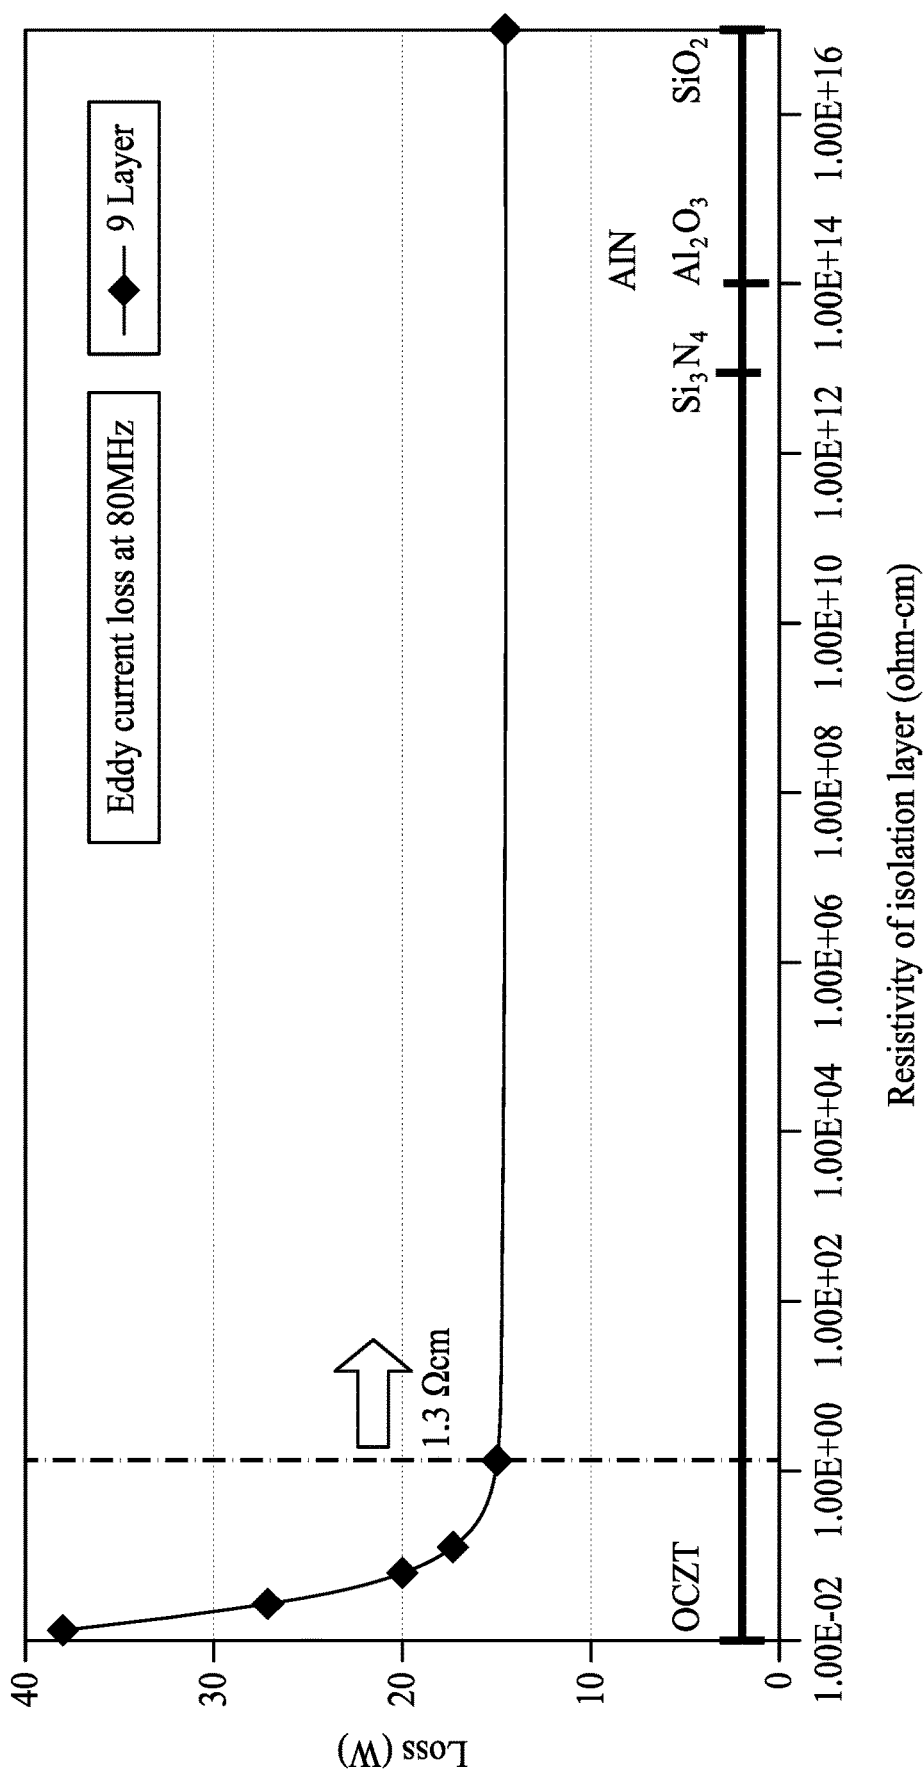 Eddy current loss at 80MHz
9 Layer
Loss (W)
40
30
20
10
0
1.3 Ωcm
OCZT
Si₃N₄
AlN
Al₂O₃
SiO₂
1.00E-02
1.00E+00
1.00E+02
1.00E+04
1.00E+06
1.00E+08
1.00E+10
1.00E+12
1.00E+14
1.00E+16
Resistivity of isolation layer (ohm-cm)